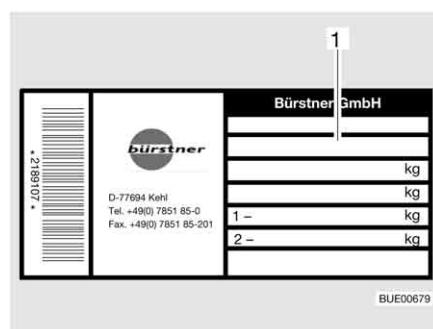 1
Bürstner GmbH
* 2189107 *
bürstner
D-77694 Kehl
Tel. +49(0) 7851 85-0
Fax. +49(0) 7851 85-201
kg
kg
1 – kg
2 – kg
BUE00679